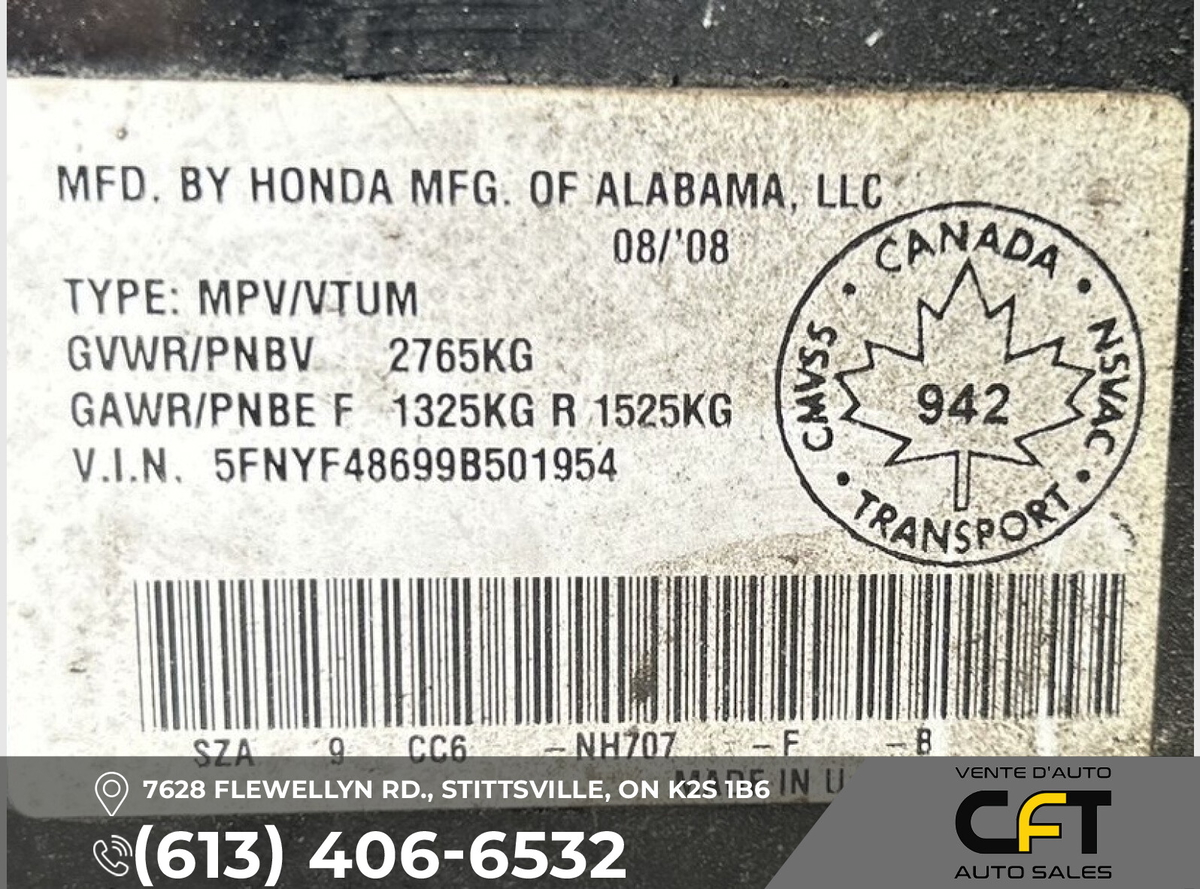 MFD. BY HONDA MFG. OF ALABAMA, LLC
08/'08
TYPE: MPV/VTUM
GVWR/PNBV 2765KG
GAWR/PNBE F 1325KG R 1525KG
V.I.N. 5FNYF48699B501954
CANADA
NSVAC
TRANSPORT
CMVSS
942
SZA 9 CC6 -NH707 -F -B
MADE IN U
7628 FLEWELLYN RD., STITTSVILLE, ON K2S 1B6
(613) 406-6532
VENTE D'AUTO
CFT
AUTO SALES